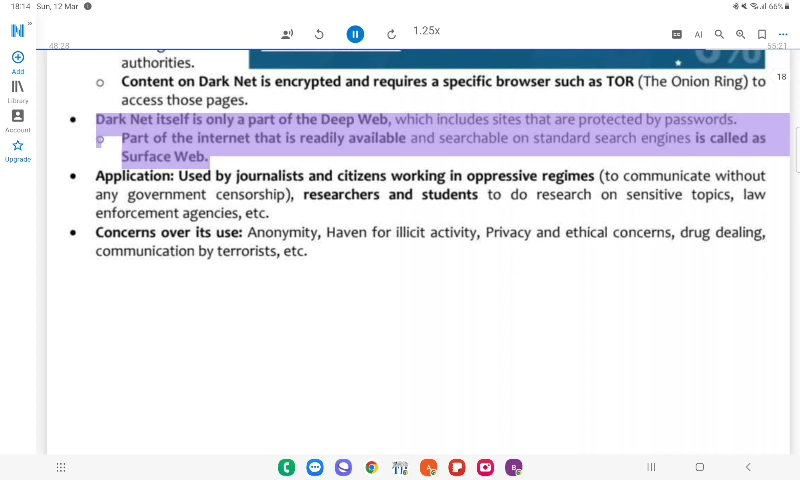 18:14 Sun, 12 Mar
66%
N
»
1.25x
AI
48:28
55:21
Add
Library
Account
Upgrade
18
authorities.
o Content on Dark Net is encrypted and requires a specific browser such as TOR (The Onion Ring) to
access those pages.
• Dark Net itself is only a part of the Deep Web, which includes sites that are protected by passwords.
o Part of the internet that is readily available and searchable on standard search engines is called as
Surface Web.
• Application: Used by journalists and citizens working in oppressive regimes (to communicate without
any government censorship), researchers and students to do research on sensitive topics, law
enforcement agencies, etc.
• Concerns over its use: Anonymity, Haven for illicit activity, Privacy and ethical concerns, drug dealing,
communication by terrorists, etc.